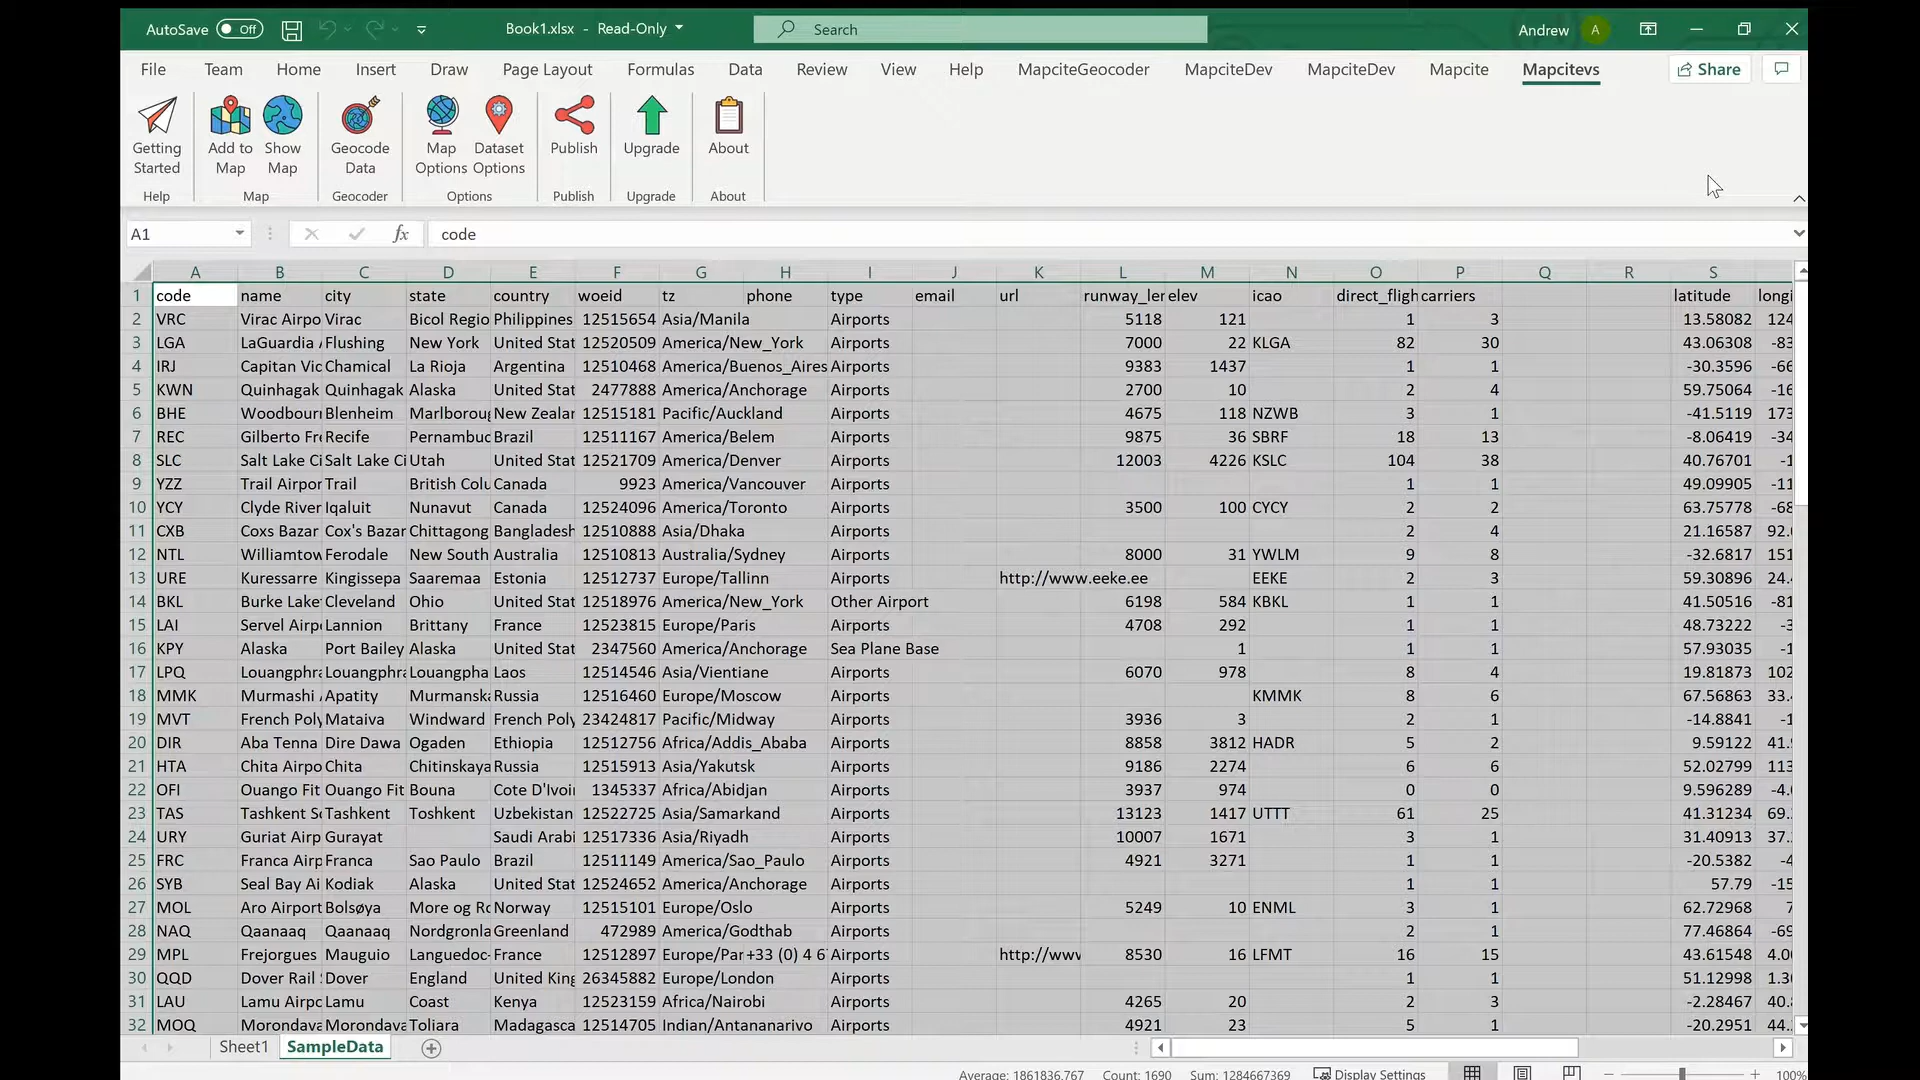 AutoSave Off Book1.xlsx - Read-Only Search Andrew A
File Team Home Insert Draw Page Layout Formulas Data Review View Help MapciteGeocoder MapciteDev MapciteDev Mapcite Mapcitevs Share
Getting Started Add to Map Show Map Geocode Data Map Options Dataset Options Publish Upgrade About
Help Map Geocoder Options Publish Upgrade About
A1 fx code
A B C D E F G H I J K L M N O P Q R S
1 code name city state country woeid tz phone type email url runway_ler elev icao direct_fligh carriers latitude longi
2 VRC Virac Airpo Virac Bicol Regio Philippines 12515654 Asia/Manila Airports 5118 121 1 3 13.58082 124
3 LGA LaGuardia Flushing New York United Stat 12520509 America/New_York Airports 7000 22 KLGA 82 30 43.06308 -83
4 IRJ Capitan Vic Chamical La Rioja Argentina 12510468 America/Buenos_Aires Airports 9383 1437 1 1 -30.3596 -66
5 KWN Quinhagak Quinhagak Alaska United Stat 2477888 America/Anchorage Airports 2700 10 2 4 59.75064 -16
6 BHE Woodbourn Blenheim Marlboroug New Zealan 12515181 Pacific/Auckland Airports 4675 118 NZWB 3 1 -41.5119 173
7 REC Gilberto Fre Recife Pernambuc Brazil 12511167 America/Belem Airports 9875 36 SBRF 18 13 -8.06419 -34
8 SLC Salt Lake Ci Salt Lake Ci Utah United Stat 12521709 America/Denver Airports 12003 4226 KSLC 104 38 40.76701 -1
9 YZZ Trail Airpor Trail British Colu Canada 9923 America/Vancouver Airports 1 1 49.09905 -11
10 YCY Clyde River Iqaluit Nunavut Canada 12524096 America/Toronto Airports 3500 100 CYCY 2 2 63.75778 -68
11 CXB Coxs Bazar Cox's Bazar Chittagong Bangladesh 12510888 Asia/Dhaka Airports 2 4 21.16587 92.
12 NTL Williamtow Ferodale New South Australia 12510813 Australia/Sydney Airports 8000 31 YWLM 9 8 -32.6817 151
13 URE Kuressarre Kingissepa Saaremaa Estonia 12512737 Europe/Tallinn Airports http://www.eeke.ee EEKE 2 3 59.30896 24.
14 BKL Burke Lake Cleveland Ohio United Stat 12518976 America/New_York Other Airport 6198 584 KBKL 1 1 41.50516 -81
15 LAI Servel Airpo Lannion Brittany France 12523815 Europe/Paris Airports 4708 292 1 1 48.73222 -3
16 KPY Alaska Port Bailey Alaska United Stat 2347560 America/Anchorage Sea Plane Base 1 1 1 57.93035 -1
17 LPQ Louangphra Louangphra Louangpha Laos 12514546 Asia/Vientiane Airports 6070 978 8 4 19.81873 102
18 MMK Murmashi Apatity Murmanska Russia 12516460 Europe/Moscow Airports KMMK 8 6 67.56863 33.
19 MVT French Poly Mataiva Windward French Poly 23424817 Pacific/Midway Airports 3936 3 2 1 -14.8841 -1
20 DIR Aba Tenna Dire Dawa Ogaden Ethiopia 12512756 Africa/Addis_Ababa Airports 8858 3812 HADR 5 2 9.59122 41.
21 HTA Chita Airpo Chita Chitinskaya Russia 12515913 Asia/Yakutsk Airports 9186 2274 6 6 52.02799 113
22 OFI Ouango Fit Ouango Fit Bouna Cote D'Ivoi 1345337 Africa/Abidjan Airports 3937 974 0 0 9.596289 -4.
23 TAS Tashkent So Tashkent Toshkent Uzbekistan 12522725 Asia/Samarkand Airports 13123 1417 UTTT 61 25 41.31234 69.
24 URY Guriat Airp Gurayat Saudi Arabi 12517336 Asia/Riyadh Airports 10007 1671 3 1 31.40913 37.
25 FRC Franca Airp Franca Sao Paulo Brazil 12511149 America/Sao_Paulo Airports 4921 3271 1 1 -20.5382 -4
26 SYB Seal Bay Ai Kodiak Alaska United Stat 12524652 America/Anchorage Airports 1 1 57.79 -15
27 MOL Aro Airport Bolsøya More og Ro Norway 12515101 Europe/Oslo Airports 5249 10 ENML 3 1 62.72968 7
28 NAQ Qaanaaq Qaanaaq Nordgronla Greenland 472989 America/Godthab Airports 2 1 77.46864 -69
29 MPL Frejorgues Mauguio Languedoc- France 12512897 Europe/Par +33 (0) 4 6 Airports http://www 8530 16 LFMT 16 15 43.61548 4.0
30 QQD Dover Rail Dover England United King 26345882 Europe/London Airports 1 1 51.12998 1.3
31 LAU Lamu Airpo Lamu Coast Kenya 12523159 Africa/Nairobi Airports 4265 20 2 3 -2.28467 40.
32 MOQ Morondava Morondava Toliara Madagasca 12514705 Indian/Antananarivo Airports 4921 23 5 1 -20.2951 44.
Sheet1 SampleData
Average: 1861836.767 Count: 1690 Sum: 1284667369 Display Settings 100%